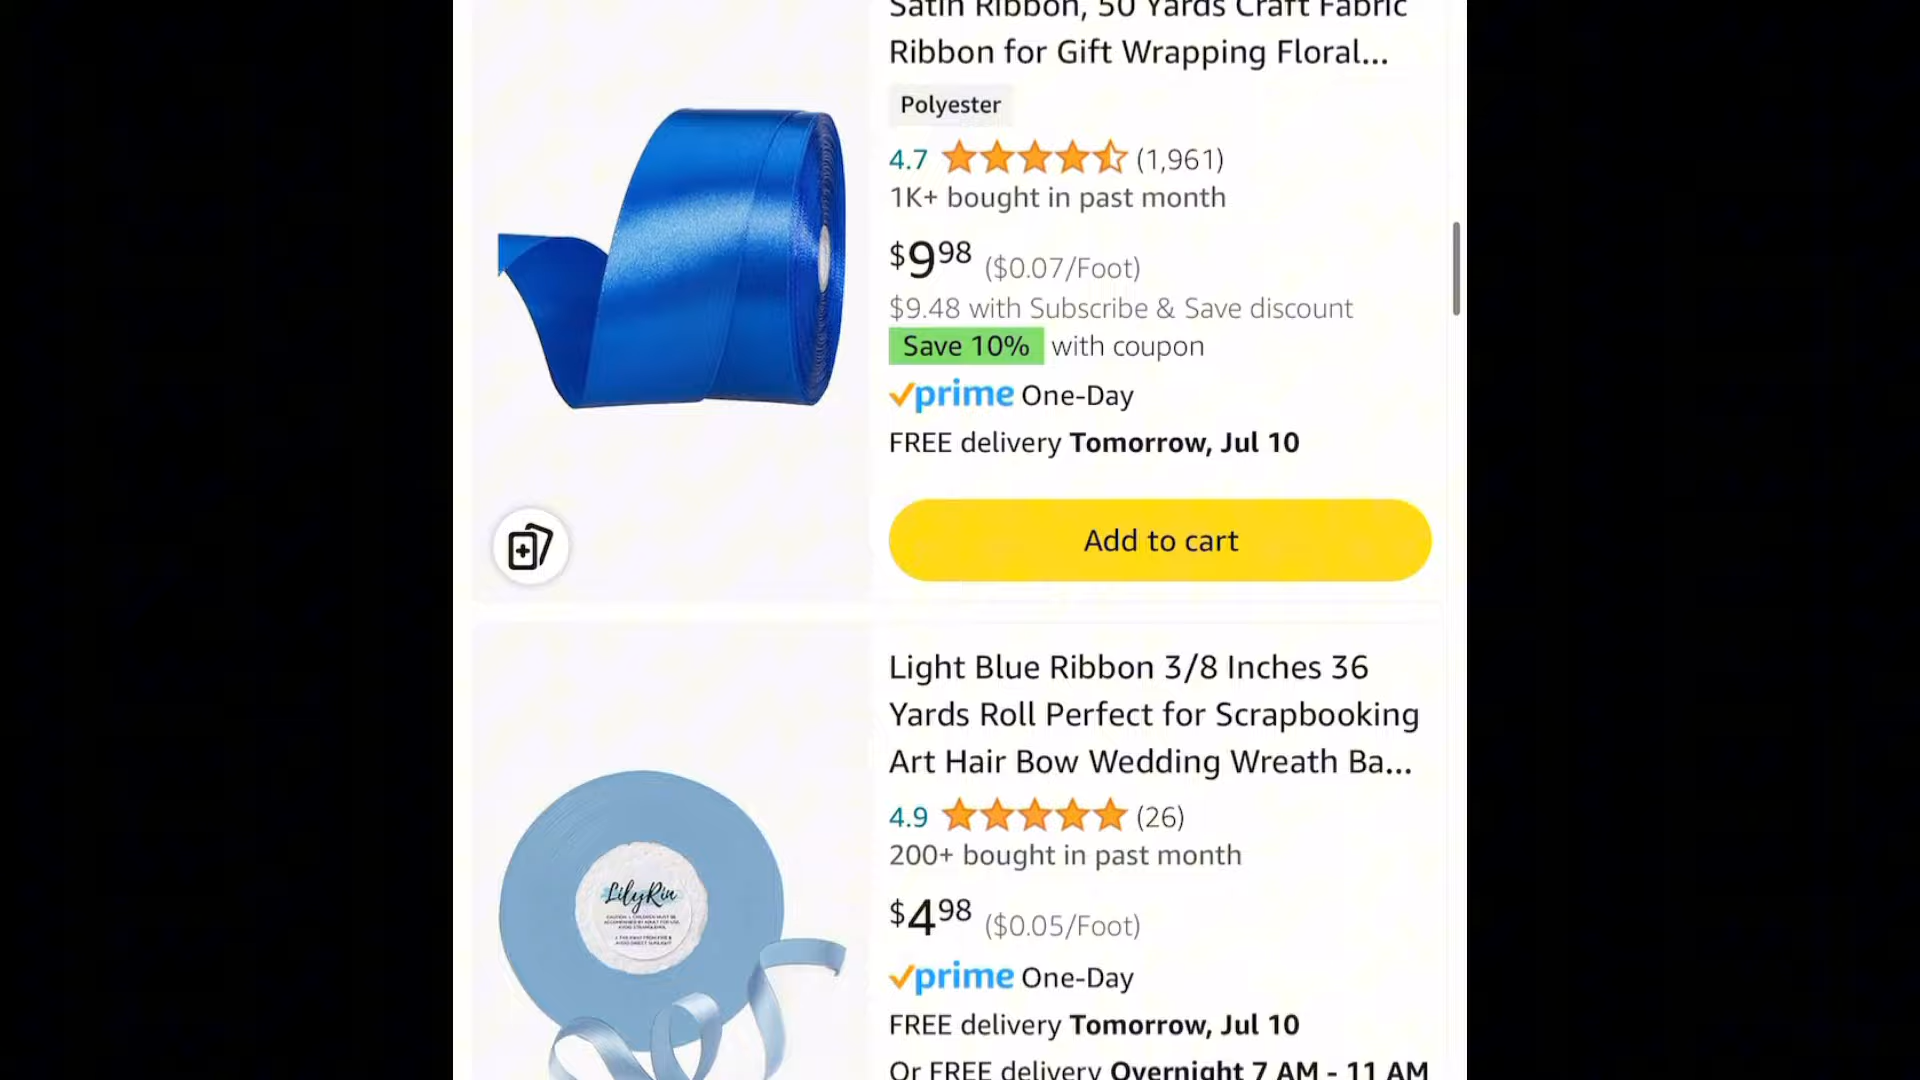 Satin Ribbon, 50 Yards Craft Fabric
Ribbon for Gift Wrapping Floral...
Polyester
4.7 (1,961)
1K+ bought in past month
$9.98 ($0.07/Foot)
$9.48 with Subscribe & Save discount
Save 10% with coupon
prime One-Day
FREE delivery Tomorrow, Jul 10
Add to cart
Light Blue Ribbon 3/8 Inches 36
Yards Roll Perfect for Scrapbooking
Art Hair Bow Wedding Wreath Ba...
4.9 (26)
200+ bought in past month
$4.98 ($0.05/Foot)
prime One-Day
FREE delivery Tomorrow, Jul 10
Or FREE delivery Overnight 7 AM - 11 AM
LilyRin